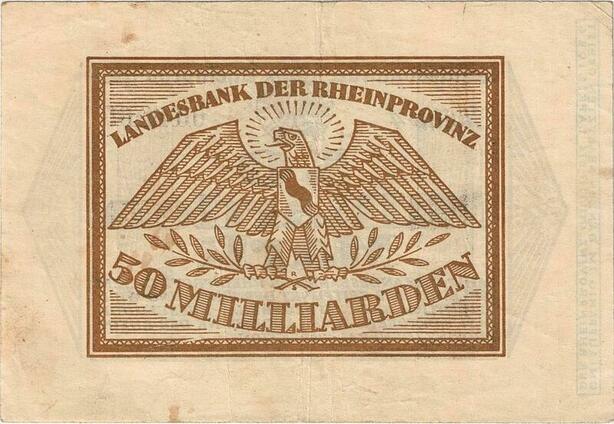 LANDESBANK DER RHEINPROVINZ
50 MILLIARDEN